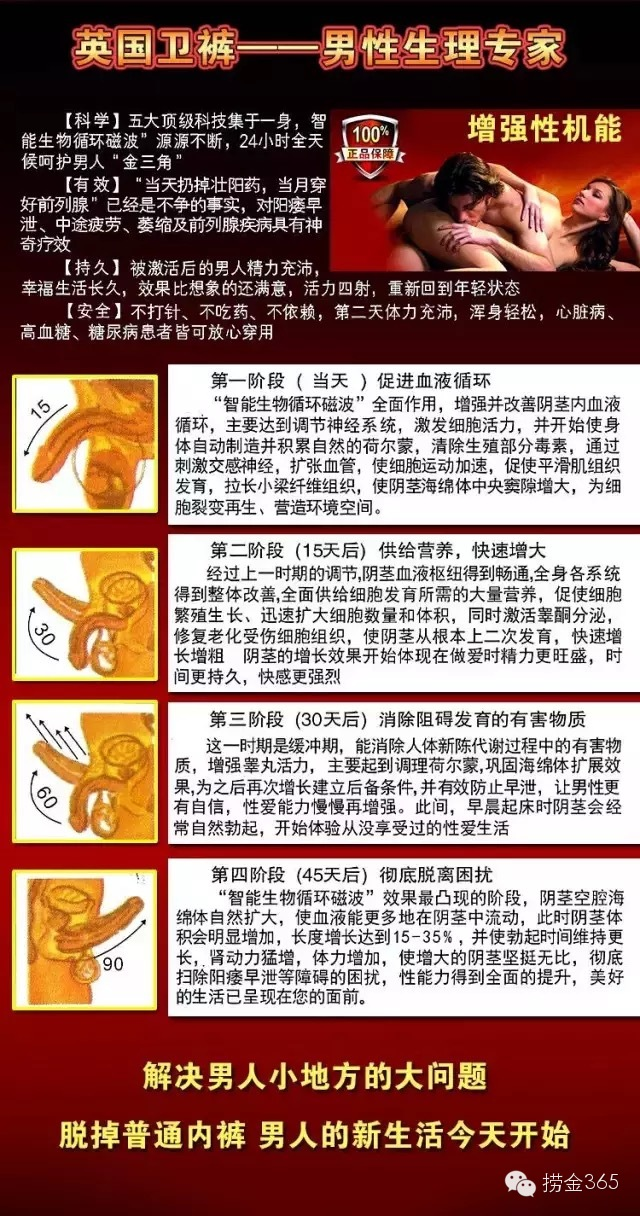 英国卫裤——男性生理专家
【科学】五大顶级科技集于一身，智
能生物循环磁波”源源不断，24小时全天
候呵护男人“金三角”
【有效】“当天扔掉壮阳药，当月穿
好前列腺”已经是不争的事实，对阳痿早
泄、中途疲劳、萎缩及前列腺疾病具有神
奇疗效
【持久】被激活后的男人精力充沛，
幸福生活长久，效果比想象的还满意，活力四射，重新回到年轻状态
【安全】不打针、不吃药、不依赖，第二天体力充沛，浑身轻松，心脏病、
高血糖、糖尿病患者皆可放心穿用
100%
正品保障
增强性机能
15
第一阶段（当天）促进血液循环
“智能生物循环磁波”全面作用，增强并改善阴茎内血液
循环，主要达到调节神经系统，激发细胞活力，并开始使身
体自动制造并积累自然的荷尔蒙，清除生殖部分毒素，通过
刺激交感神经，扩张血管，使细胞运动加速，促使平滑肌组织
发育，拉长小梁纤维组织，使阴茎海绵体中央窦隙增大，为细
胞裂变再生、营造环境空间。
30
第二阶段 (15天后) 供给营养，快速增大
经过上一时期的调节,阴茎血液枢纽得到畅通,全身各系统
得到整体改善,全面供给细胞发育所需的大量营养，促使细胞
繁殖生长、迅速扩大细胞数量和体积，同时激活睾酮分泌，
修复老化受伤细胞组织，使阴茎从根本上二次发育，快速增
长增粗 阴茎的增长效果开始体现在做爱时精力更旺盛，时
间更持久，快感更强烈
60
第三阶段 (30天后) 消除阻碍发育的有害物质
这一时期是缓冲期，能消除人体新陈代谢过程中的有害物
质，增强睾丸活力，主要起到调理荷尔蒙,巩固海绵体扩展效
果,为之后再次增长建立后备条件,并有效防止早泄，让男性更
有自信，性爱能力慢慢再增强。此间，早晨起床时阴茎会经
常自然勃起，开始体验从没享受过的性爱生活
90
第四阶段 (45天后) 彻底脱离困扰
“智能生物循环磁波”效果最凸现的阶段，阴茎空腔海
绵体自然扩大，使血液能更多地在阴茎中流动，此时阴茎体
积会明显增加，长度增长达到15-35%，并使勃起时间维持更
长，肾动力猛增，体力增加，使增大的阴茎坚挺无比，彻底
扫除阳痿早泄等障碍的困扰，性能力得到全面的提升，美好
的生活已呈现在您的面前。
解决男人小地方的大问题
脱掉普通内裤 男人的新生活今天开始
捞金365